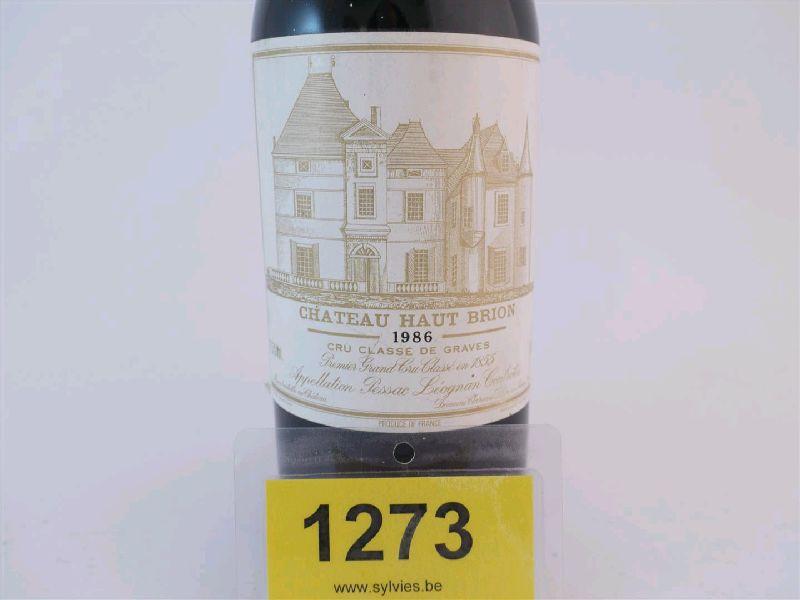 CHATEAU HAUT BRION
1986
CRU CLASSE DE GRAVES
Premier Grand Cru Classé en 1855
Appellation Pessac Léognan
PRODUCE OF FRANCE
1273
www.sylvies.be